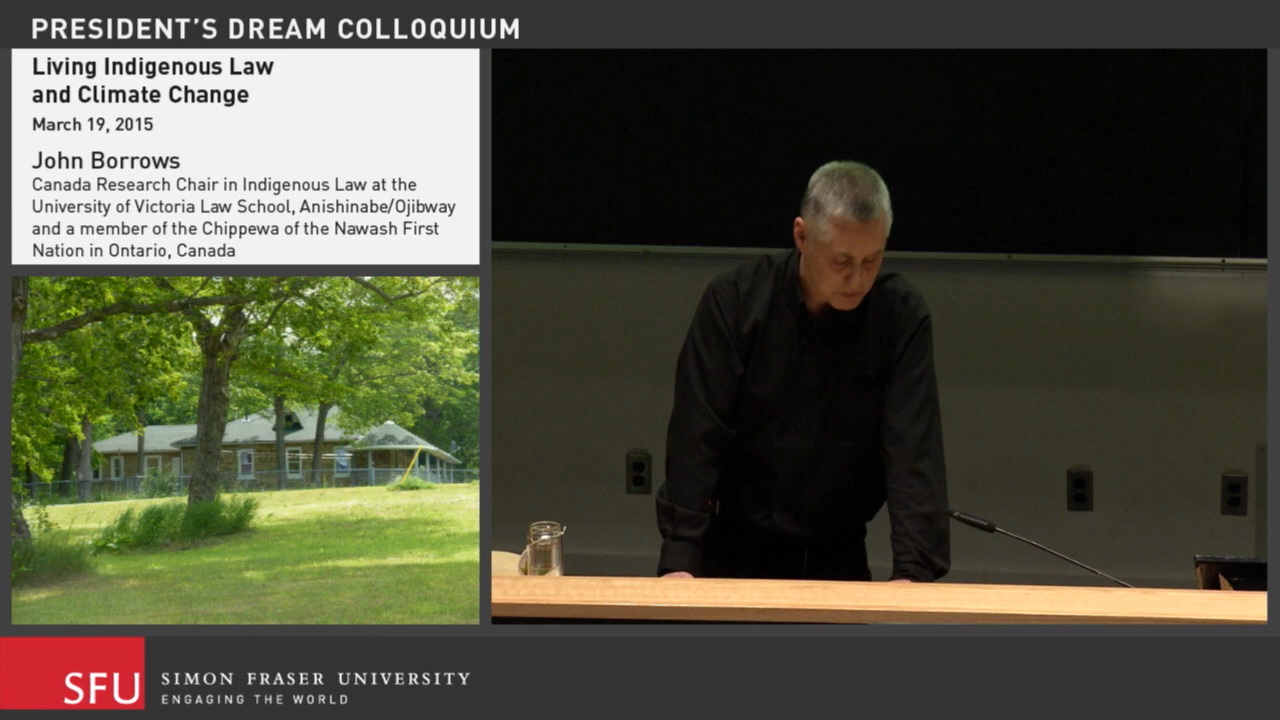 PRESIDENT'S DREAM COLLOQUIUM
Living Indigenous Law
and Climate Change
March 19, 2015
John Borrows
Canada Research Chair in Indigenous Law at the
University of Victoria Law School, Anishinabe/Ojibway
and a member of the Chippewa of the Nawash First
Nation in Ontario, Canada
SFU
SIMON FRASER UNIVERSITY
ENGAGING THE WORLD